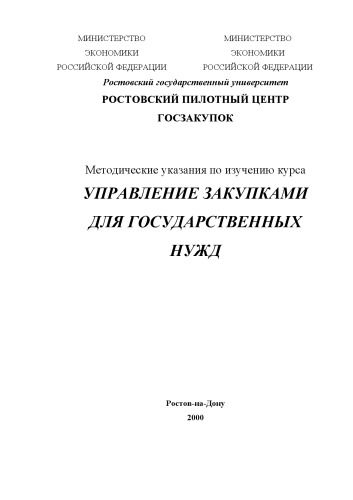 МИНИСТЕРСТВО МИНИСТЕРСТВО
ЭКОНОМИКИ ЭКОНОМИКИ
РОССИЙСКОЙ ФЕДЕРАЦИИ РОССИЙСКОЙ ФЕДЕРАЦИИ
Ростовский государственный университет
РОСТОВСКИЙ ПИЛОТНЫЙ ЦЕНТР
ГОСЗАКУПОК
Методические указания по изучению курса
УПРАВЛЕНИЕ ЗАКУПКАМИ
ДЛЯ ГОСУДАРСТВЕННЫХ
НУЖД
Ростов-на-Дону
2000